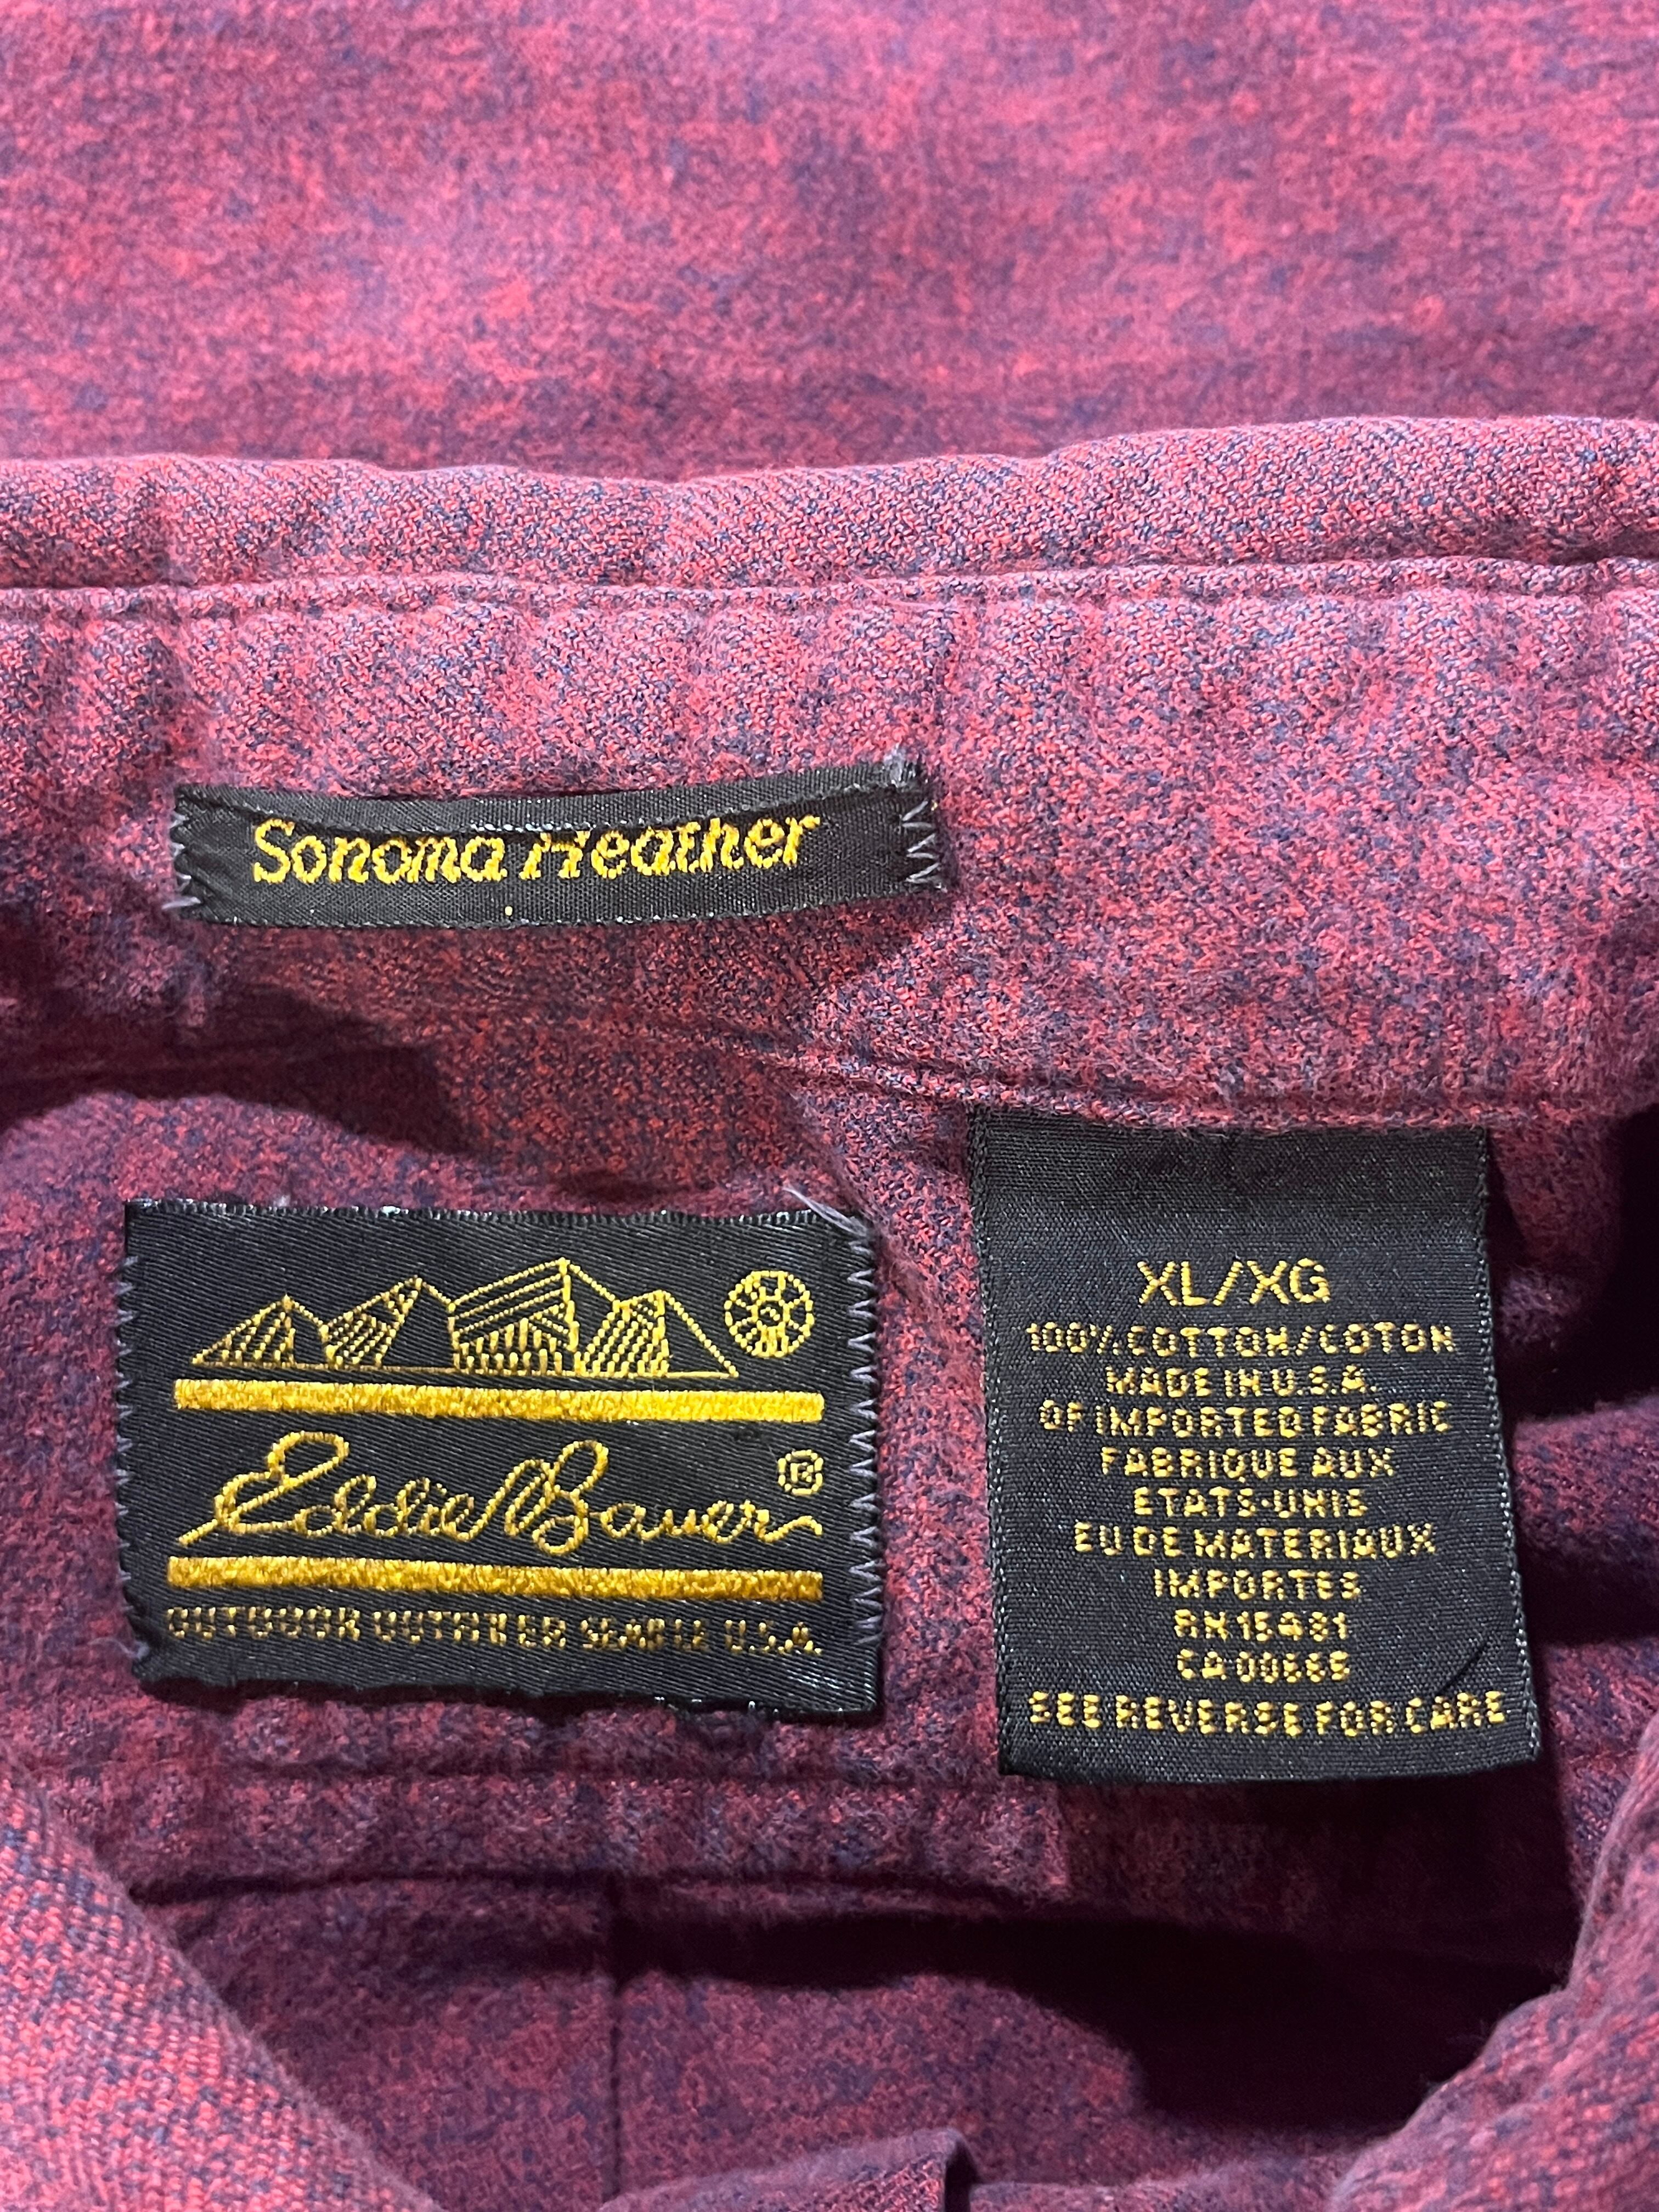 Sonoma Heather
Eddie Bauer ®
OUTDOOR OUTFITTER SEATTLE U.S.A.
XL/XG
100% COTTON/COTON
MADE IN U.S.A.
OF IMPORTED FABRIC
FABRIQUE AUX
ETATS-UNIS
EU DE MATERIAUX
IMPORTES
RN 15481
CA 00665
SEE REVERSE FOR CARE